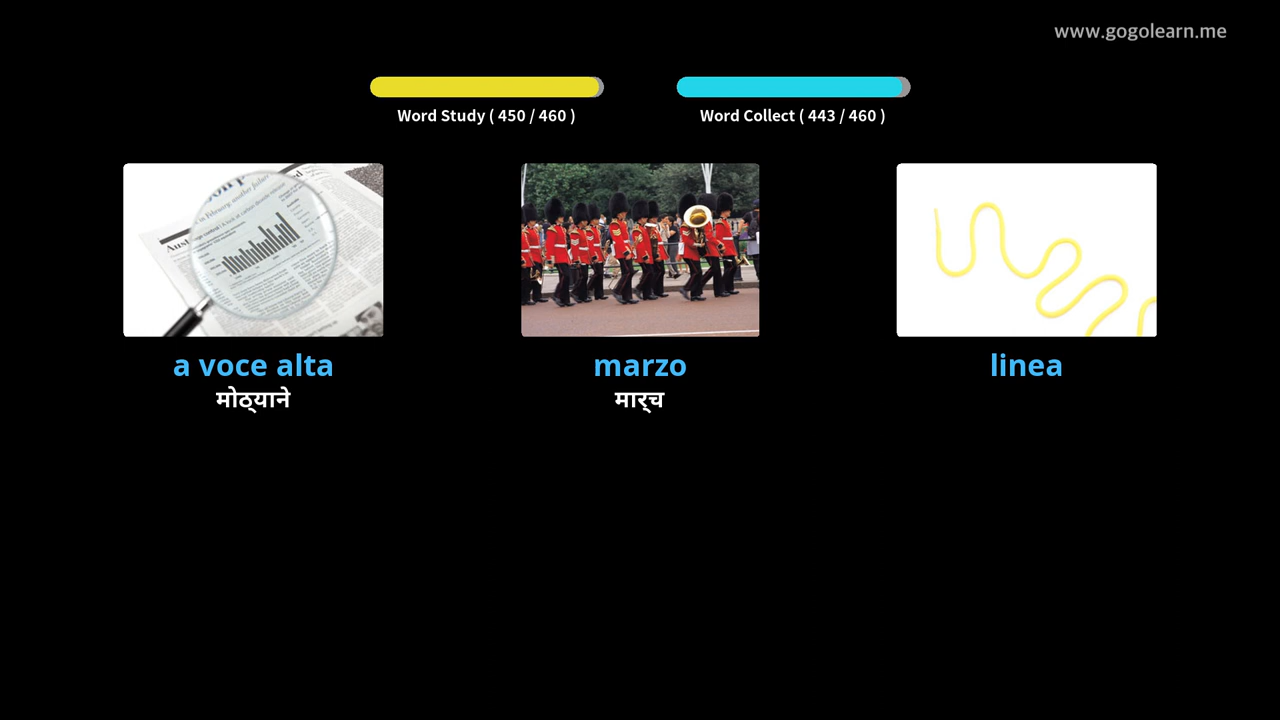 www.gogolearn.me
Word Study ( 450 / 460 )
Word Collect ( 443 / 460 )
a voce alta
marzo
linea
मोठ्याने
मार्च